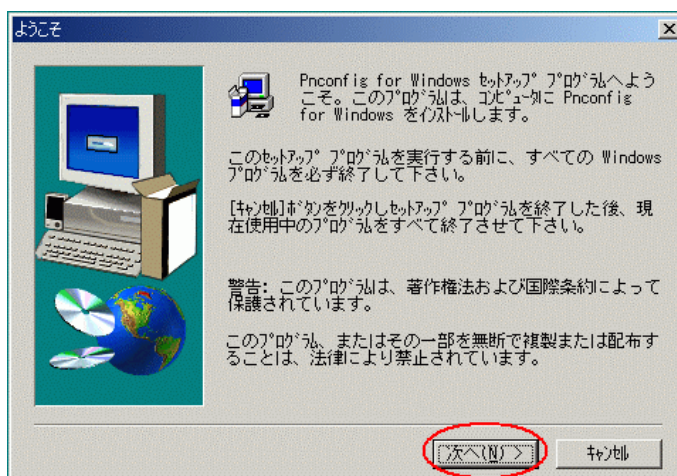 ようこそ
Pnconfig for Windows ｾｯﾄｱｯﾌﾟ ﾌﾟﾛｸﾞﾗﾑへよう
こそ。このﾌﾟﾛｸﾞﾗﾑは、ｺﾝﾋﾟｭｰﾀに Pnconfig
for Windows をｲﾝｽﾄｰﾙします。
このｾｯﾄｱｯﾌﾟ ﾌﾟﾛｸﾞﾗﾑを実行する前に、すべての Windows
ﾌﾟﾛｸﾞﾗﾑを必ず終了して下さい。
[ｷｬﾝｾﾙ]ﾎﾞﾀﾝをｸﾘｯｸしｾｯﾄｱｯﾌﾟ ﾌﾟﾛｸﾞﾗﾑを終了した後、現
在使用中のﾌﾟﾛｸﾞﾗﾑをすべて終了させて下さい。
警告: このﾌﾟﾛｸﾞﾗﾑは、著作権法および国際条約によって
保護されています。
このﾌﾟﾛｸﾞﾗﾑ、またはその一部を無断で複製または配布す
ることは、法律により禁止されています。
次へ(N) >
ｷｬﾝｾﾙ